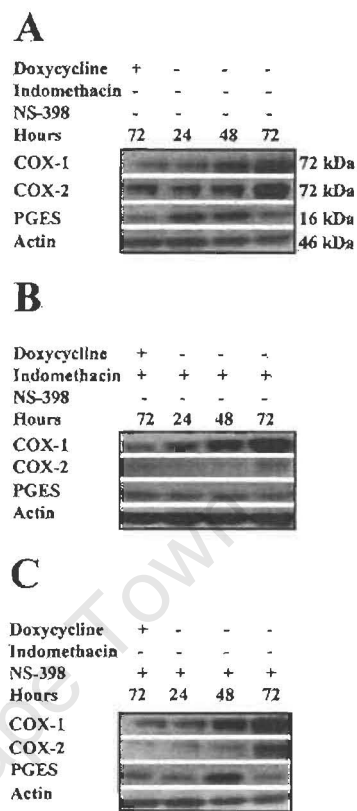 A
Doxycycline + - - -
Indomethacin - - - -
NS-398 - - - -
Hours 72 24 48 72
COX-1 72 kDa
COX-2 72 kDa
PGES 16 kDa
Actin 46 kDa
B
Doxycycline + - - -
Indomethacin + + + +
NS-398 - - - -
Hours 72 24 48 72
COX-1
COX-2
PGES
Actin
C
Doxycycline + - - -
Indomethacin - - - -
NS-398 + + + +
Hours 72 24 48 72
COX-1
COX-2
PGES
Actin
Town